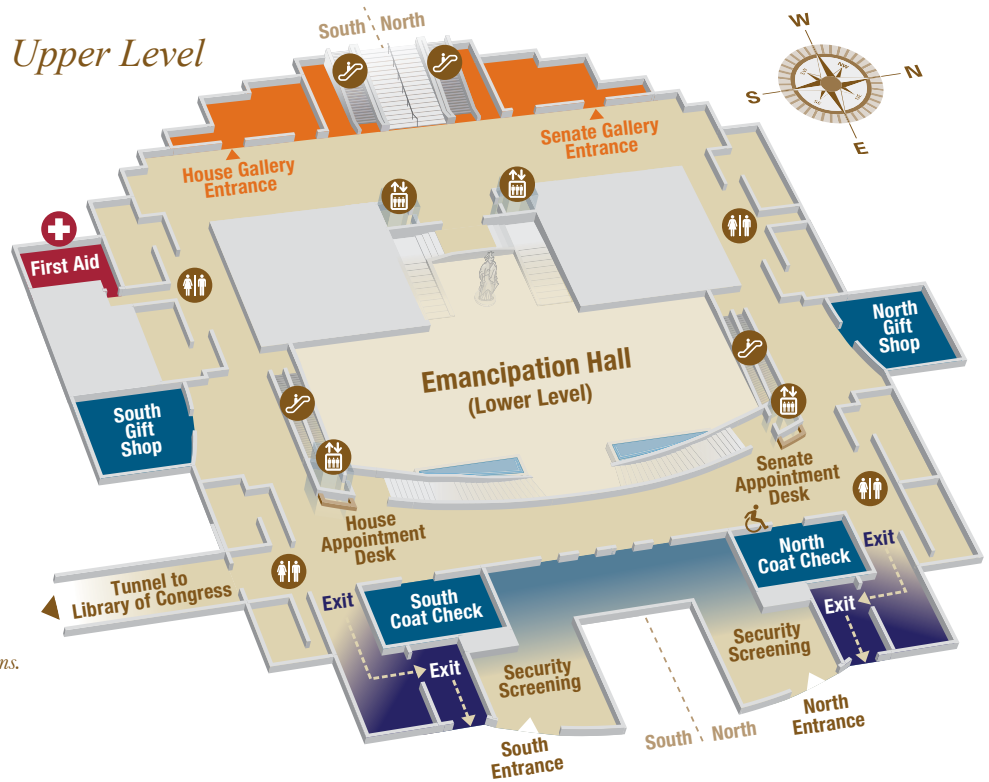 Upper Level
South North
W
N
S
E
NW
House Gallery
Entrance
Senate Gallery
Entrance
First Aid
North
Gift
Shop
Emancipation Hall
(Lower Level)
South
Gift
Shop
Senate
Appointment
Desk
House
Appointment
Desk
North
Coat Check
Exit
Tunnel to
Library of Congress
Exit
South
Coat Check
Exit
Security
Screening
Exit
Security
Screening
ns.
North
Entrance
South North
South
Entrance